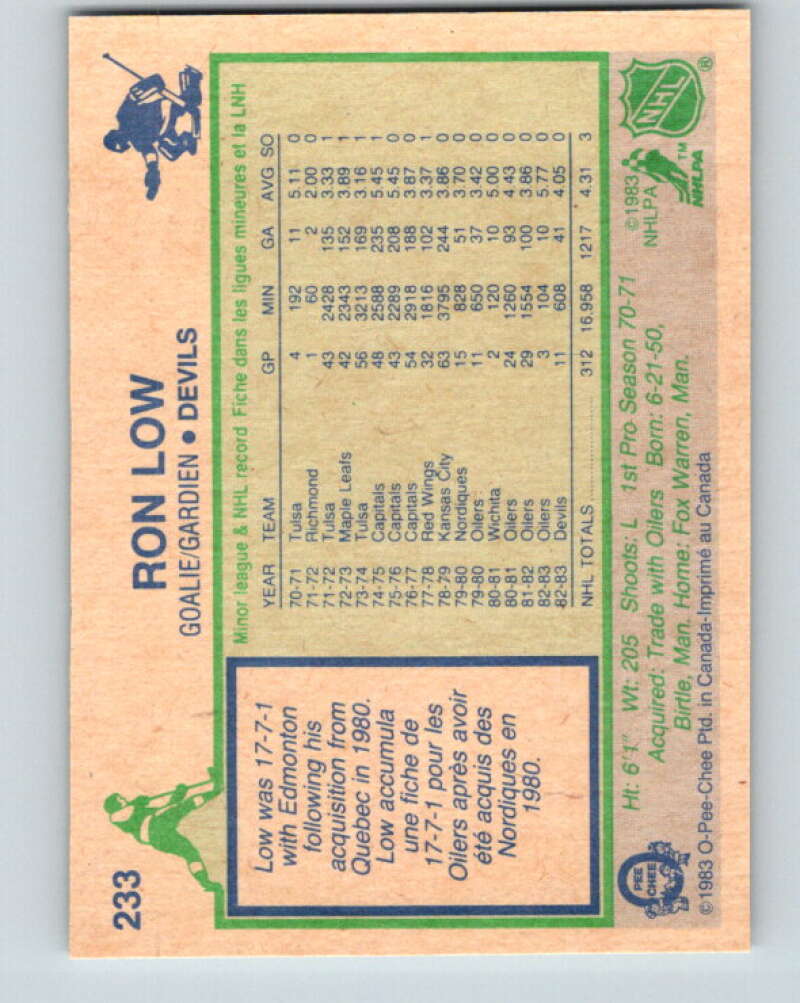 233
RON LOW
GOALIE/GARDIEN • DEVILS
Low was 17-7-1
with Edmonton
following his
acquisition from
Quebec in 1980.
Low accumula
une fiche de
17-7-1 pour les
Oilers après avoir
été acquis des
Nordiques en
1980.
Minor league & NHL record Fiche dans les ligues mineures et la LNH
YEAR TEAM GP MIN GA AVG SO
70-71 Tulsa 4 192 11 5.11 0
71-72 Richmond 1 60 2 2.00 0
71-72 Tulsa 43 2428 135 3.33 1
72-73 Maple Leafs 42 2343 152 3.89 1
73-74 Tulsa 56 3213 169 3.16 1
74-75 Capitals 48 2588 235 5.45 1
75-76 Capitals 43 2289 208 5.45 0
76-77 Capitals 54 2918 188 3.87 0
77-78 Red Wings 32 1816 102 3.37 1
78-79 Kansas City 63 3795 244 3.86 0
79-80 Nordiques 15 828 51 3.70 0
79-80 Oilers 11 650 37 3.42 0
80-81 Wichita 2 120 10 5.00 0
80-81 Oilers 24 1260 93 4.43 0
81-82 Oilers 29 1554 100 3.86 0
82-83 Oilers 3 104 10 5.77 0
82-83 Devils 11 608 41 4.05 0
NHL TOTALS 312 16.958 1217 4.31 3
Ht: 6'1" Wt: 205 Shoots: L 1st Pro Season 70-71
Acquired: Trade with Oilers Born: 6-21-50,
Birtle, Man. Home: Fox Warren, Man.
©1983 O-Pee-Chee Ptd. in Canada-Imprimé au Canada
O
PEE
CHEE
©1983
NHLPA
NHLPA™
NHL®